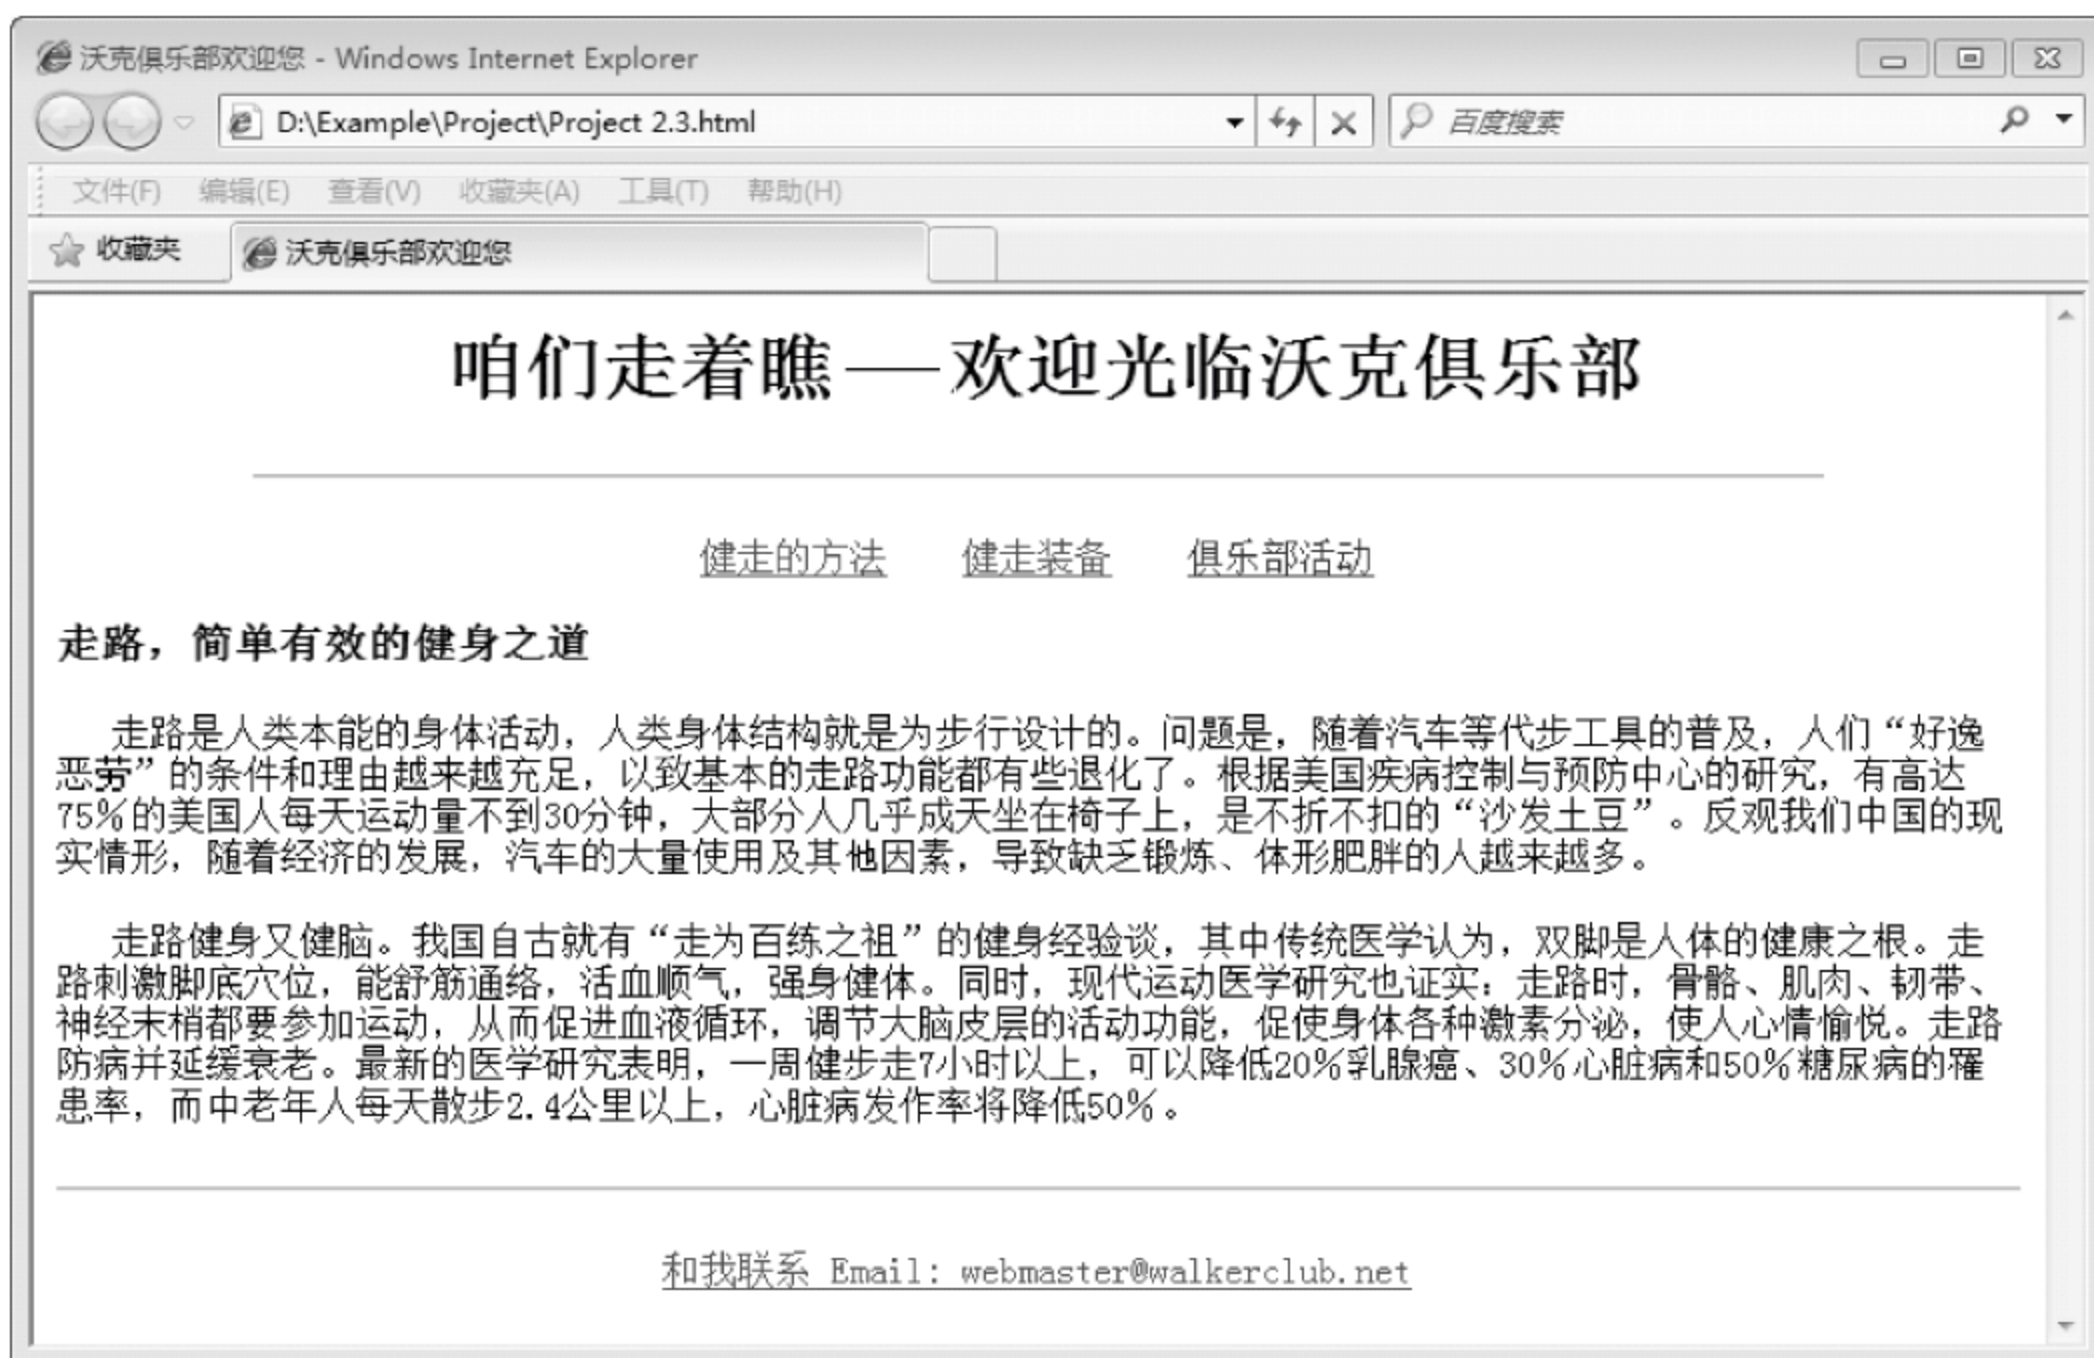 沃克俱乐部欢迎您 - Windows Internet Explorer
D:\Example\Project\Project 2.3.html
百度搜索
文件(F) 编辑(E) 查看(V) 收藏夹(A) 工具(T) 帮助(H)
收藏夹 沃克俱乐部欢迎您
咱们走着瞧——欢迎光临沃克俱乐部
健走的方法 健走装备 俱乐部活动
走路，简单有效的健身之道
走路是人类本能的身体活动，人类身体结构就是为步行设计的。问题是，随着汽车等代步工具的普及，人们“好逸
恶劳”的条件和理由越来越充足，以致基本的走路功能都有些退化了。根据美国疾病控制与预防中心的研究，有高达
75%的美国人每天运动量不到30分钟，大部分人几乎成天坐在椅子上，是不折不扣的“沙发土豆”。反观我们中国的现
实情形，随着经济的发展，汽车的大量使用及其他因素，导致缺乏锻炼、体形肥胖的人越来越多。
走路健身又健脑。我国自古就有“走为百练之祖”的健身经验谈，其中传统医学认为，双脚是人体的健康之根。走
路刺激脚底穴位，能舒筋通络，活血顺气，强身健体。同时，现代运动医学研究也证实：走路时，骨骼、肌肉、韧带、
神经末梢都要参加运动，从而促进血液循环，调节大脑皮层的活动功能，促使身体各种激素分泌，使人心情愉悦。走路
防病并延缓衰老。最新的医学研究表明，一周健步走7小时以上，可以降低20%乳腺癌、30%心脏病和50%糖尿病的罹
患率，而中老年人每天散步2.4公里以上，心脏病发作率将降低50%。
和我联系 Email: webmaster@walkerclub.net